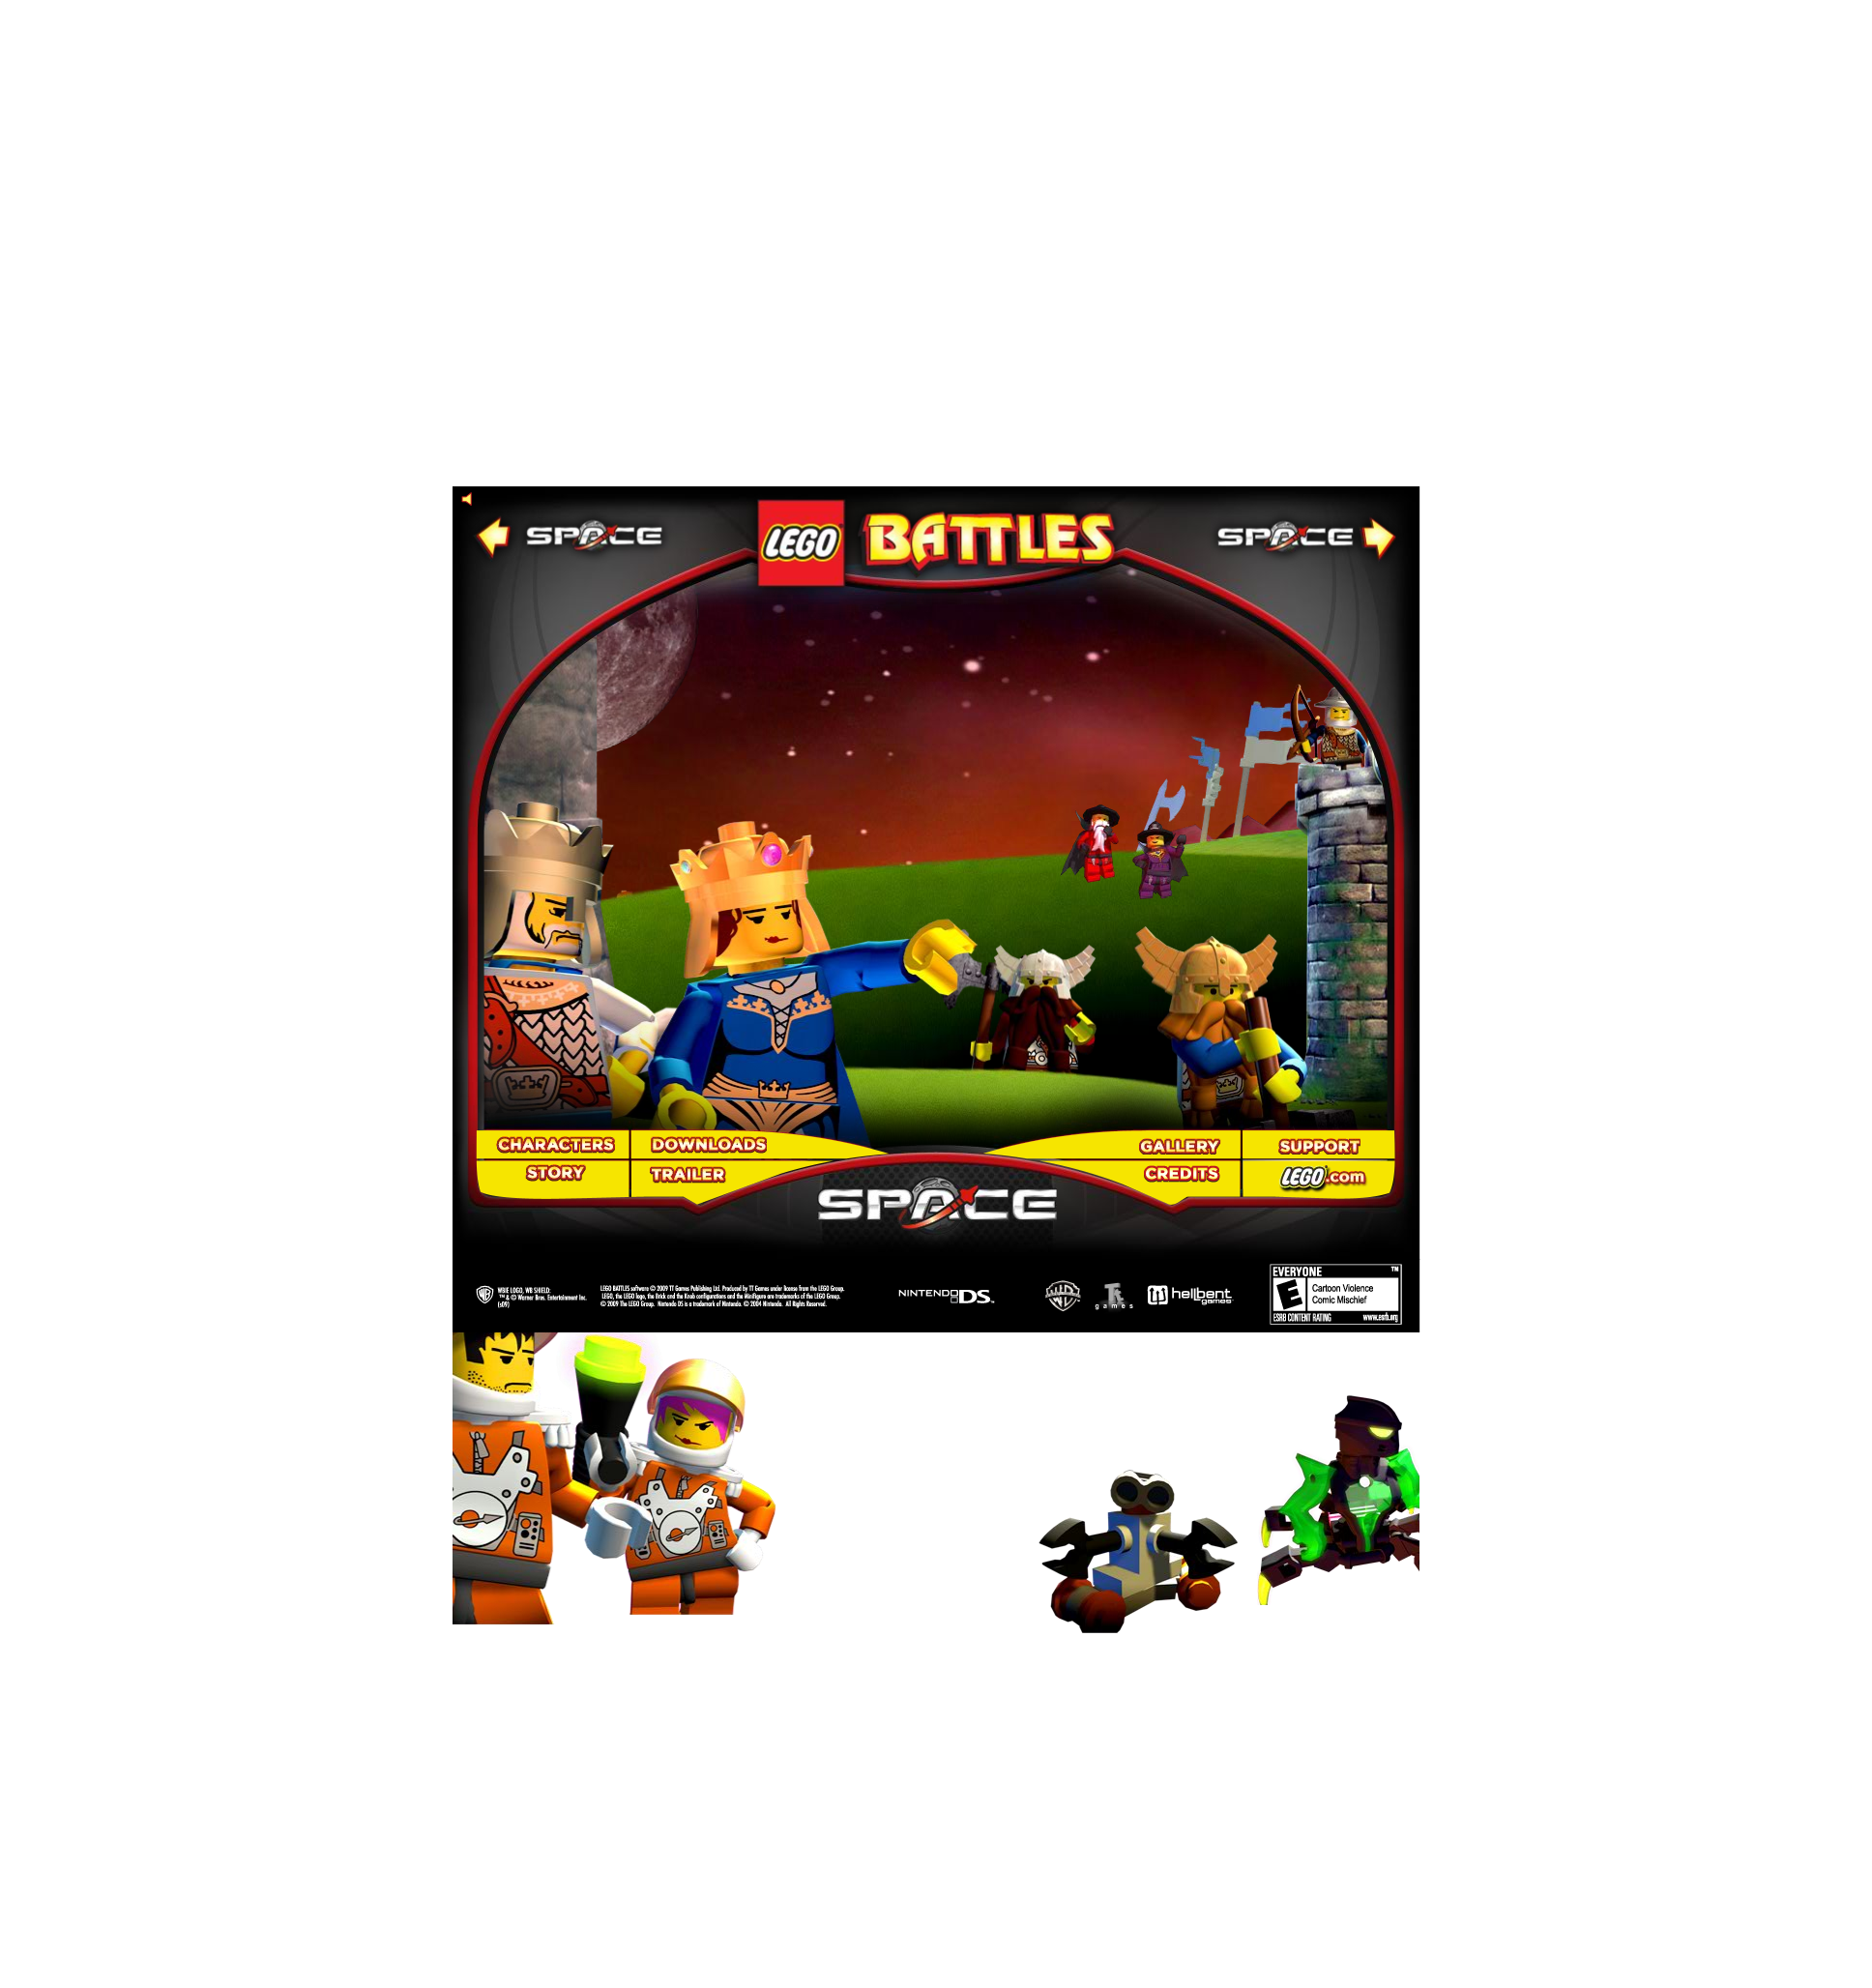 SPACE
LEGO
BATTLES
SPACE
CHARACTERS
DOWNLOADS
GALLERY
SUPPORT
STORY
TRAILER
CREDITS
LEGO.com
SPACE
WBIE LOGO, WB SHIELD:
™ & © Warner Bros. Entertainment Inc.
(s09)
LEGO BATTLES software © 2009 TT Games Publishing Ltd. Produced by TT Games under license from the LEGO Group.
LEGO, the LEGO logo, the Brick and the Knob configurations and the Minifigure are trademarks of the LEGO Group.
© 2009 The LEGO Group. Nintendo DS is a trademark of Nintendo. © 2004 Nintendo. All Rights Reserved.
NINTENDO DS™
games
hellbent
games
EVERYONE ™
E
Cartoon Violence
Comic Mischief
ESRB CONTENT RATING www.esrb.org